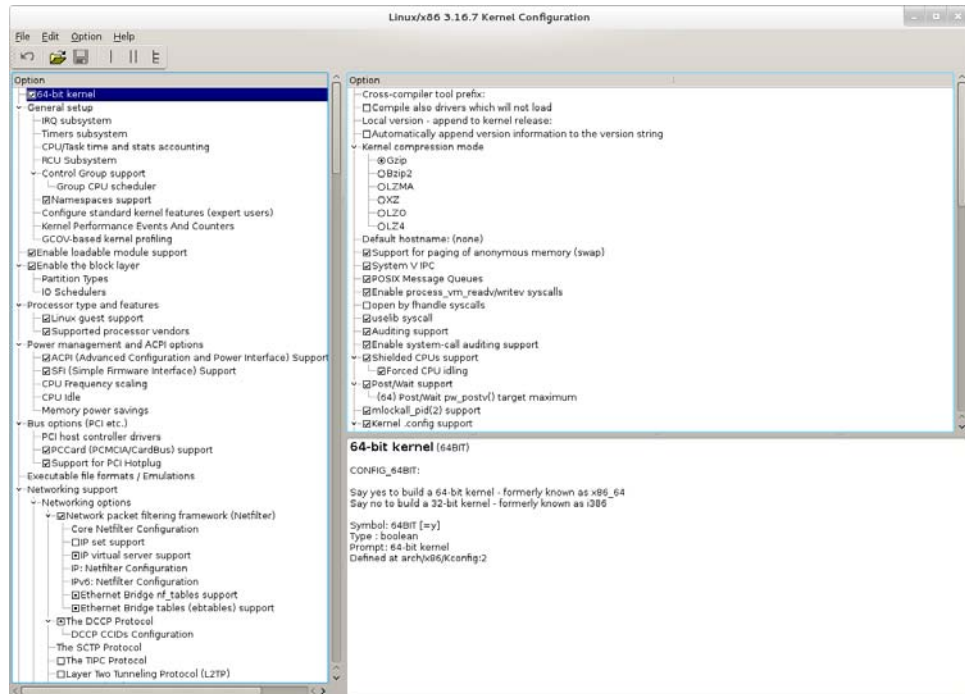 Linux/x86 3.16.7 Kernel Configuration
File Edit Option Help
Option
64-bit kernel
General setup
IRQ subsystem
Timers subsystem
CPU/Task time and stats accounting
RCU Subsystem
Control Group support
Group CPU scheduler
Namespaces support
Configure standard kernel features (expert users)
Kernel Performance Events And Counters
GCOV-based kernel profiling
Enable loadable module support
Enable the block layer
Partition Types
IO Schedulers
Processor type and features
Linux guest support
Supported processor vendors
Power management and ACPI options
ACPI (Advanced Configuration and Power Interface) Support
SFI (Simple Firmware Interface) Support
CPU Frequency scaling
CPU Idle
Memory power savings
Bus options (PCI etc.)
PCI host controller drivers
PCCard (PCMCIA/CardBus) support
Support for PCI Hotplug
Executable file formats / Emulations
Networking support
Networking options
Network packet filtering framework (Netfilter)
Core Netfilter Configuration
IP set support
IP virtual server support
IP: Netfilter Configuration
IPv6: Netfilter Configuration
Ethernet Bridge nf_tables support
Ethernet Bridge tables (ebtables) support
The DCCP Protocol
DCCP CCIDs Configuration
The SCTP Protocol
The TIPC Protocol
Layer Two Tunneling Protocol (L2TP)
Option
Cross-compiler tool prefix:
Compile also drivers which will not load
Local version - append to kernel release:
Automatically append version information to the version string
Kernel compression mode
Gzip
Bzip2
LZMA
XZ
LZO
LZ4
Default hostname: (none)
Support for paging of anonymous memory (swap)
System V IPC
POSIX Message Queues
Enable process_vm_readv/writev syscalls
open by fhandle syscalls
uselib syscall
Auditing support
Enable system-call auditing support
Shielded CPUs support
Forced CPU idling
Post/Wait support
(64) Post/Wait pw_postv() target maximum
mlockall_pid(2) support
Kernel .config support
64-bit kernel (64BIT)
CONFIG_64BIT:
Say yes to build a 64-bit kernel - formerly known as x86_64
Say no to build a 32-bit kernel - formerly known as i386
Symbol: 64BIT [=y]
Type : boolean
Prompt: 64-bit kernel
Defined at arch/x86/Kconfig:2